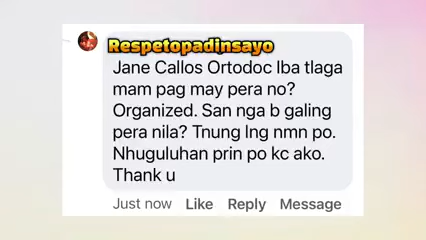 Respetopadinsayo
Jane Callos Ortodoc Iba tlaga
mam pag may pera no?
Organized. San nga b galing
pera nila? Tnung lng nmn po.
Nhuguluhan prin po kc ako.
Thank u
Just now Like Reply Message